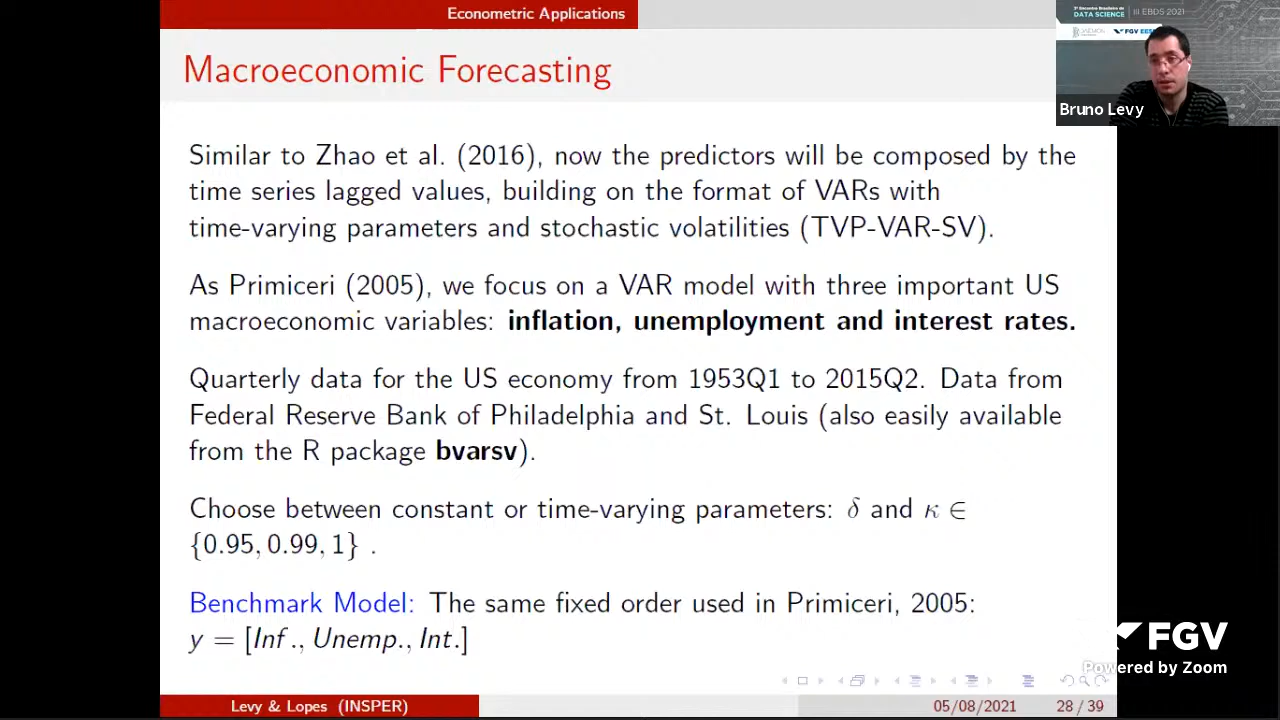 Econometric Applications
Macroeconomic Forecasting
Similar to Zhao et al. (2016), now the predictors will be composed by the
time series lagged values, building on the format of VARs with
time-varying parameters and stochastic volatilities (TVP-VAR-SV).
As Primiceri (2005), we focus on a VAR model with three important US
macroeconomic variables: inflation, unemployment and interest rates.
Quarterly data for the US economy from 1953Q1 to 2015Q2. Data from
Federal Reserve Bank of Philadelphia and St. Louis (also easily available
from the R package bvarsv).
Choose between constant or time-varying parameters: δ and κ ∈
{0.95, 0.99, 1} .
Benchmark Model: The same fixed order used in Primiceri, 2005:
y = [Inf., Unemp., Int.]
Levy & Lopes (INSPER)
05/08/2021
28 / 39
DATA SCIENCE
III EBDS 2021
FGV
Bruno Levy
FGV
Powered by Zoom